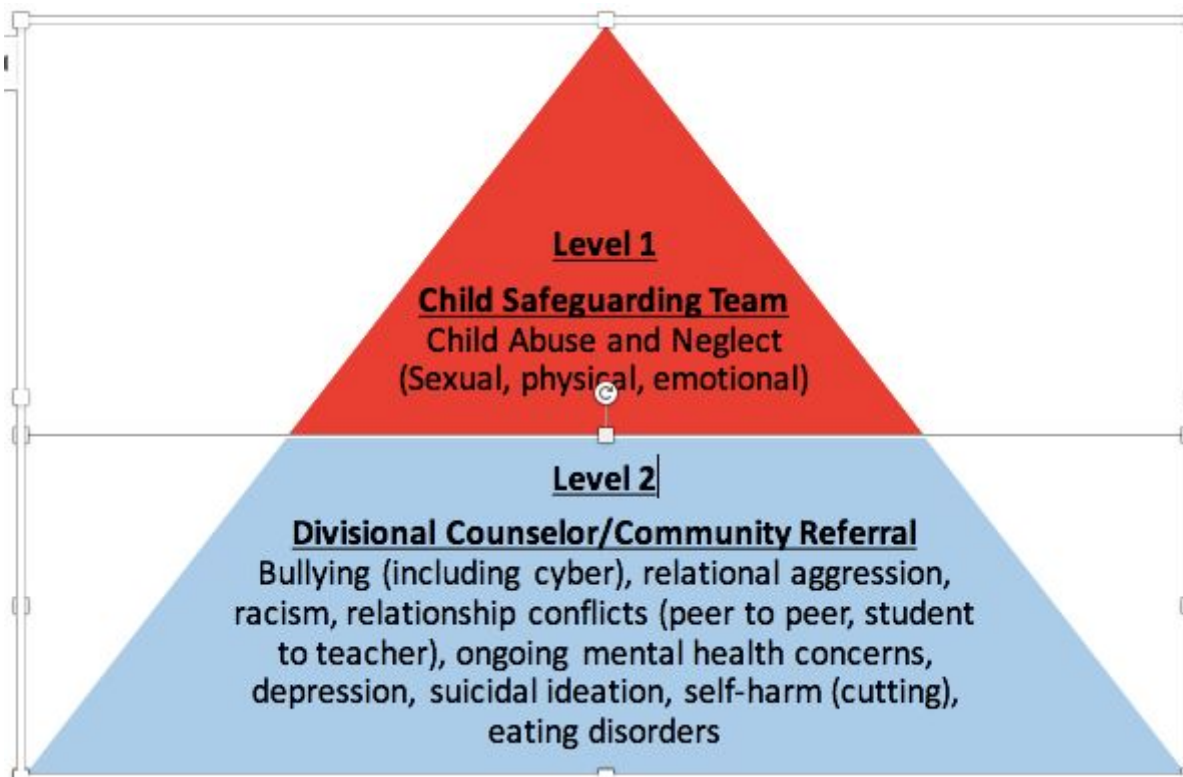 Level 1
Child Safeguarding Team
Child Abuse and Neglect
(Sexual, physical, emotional)
Level 2
Divisional Counselor/Community Referral
Bullying (including cyber), relational aggression,
racism, relationship conflicts (peer to peer, student
to teacher), ongoing mental health concerns,
depression, suicidal ideation, self-harm (cutting),
eating disorders